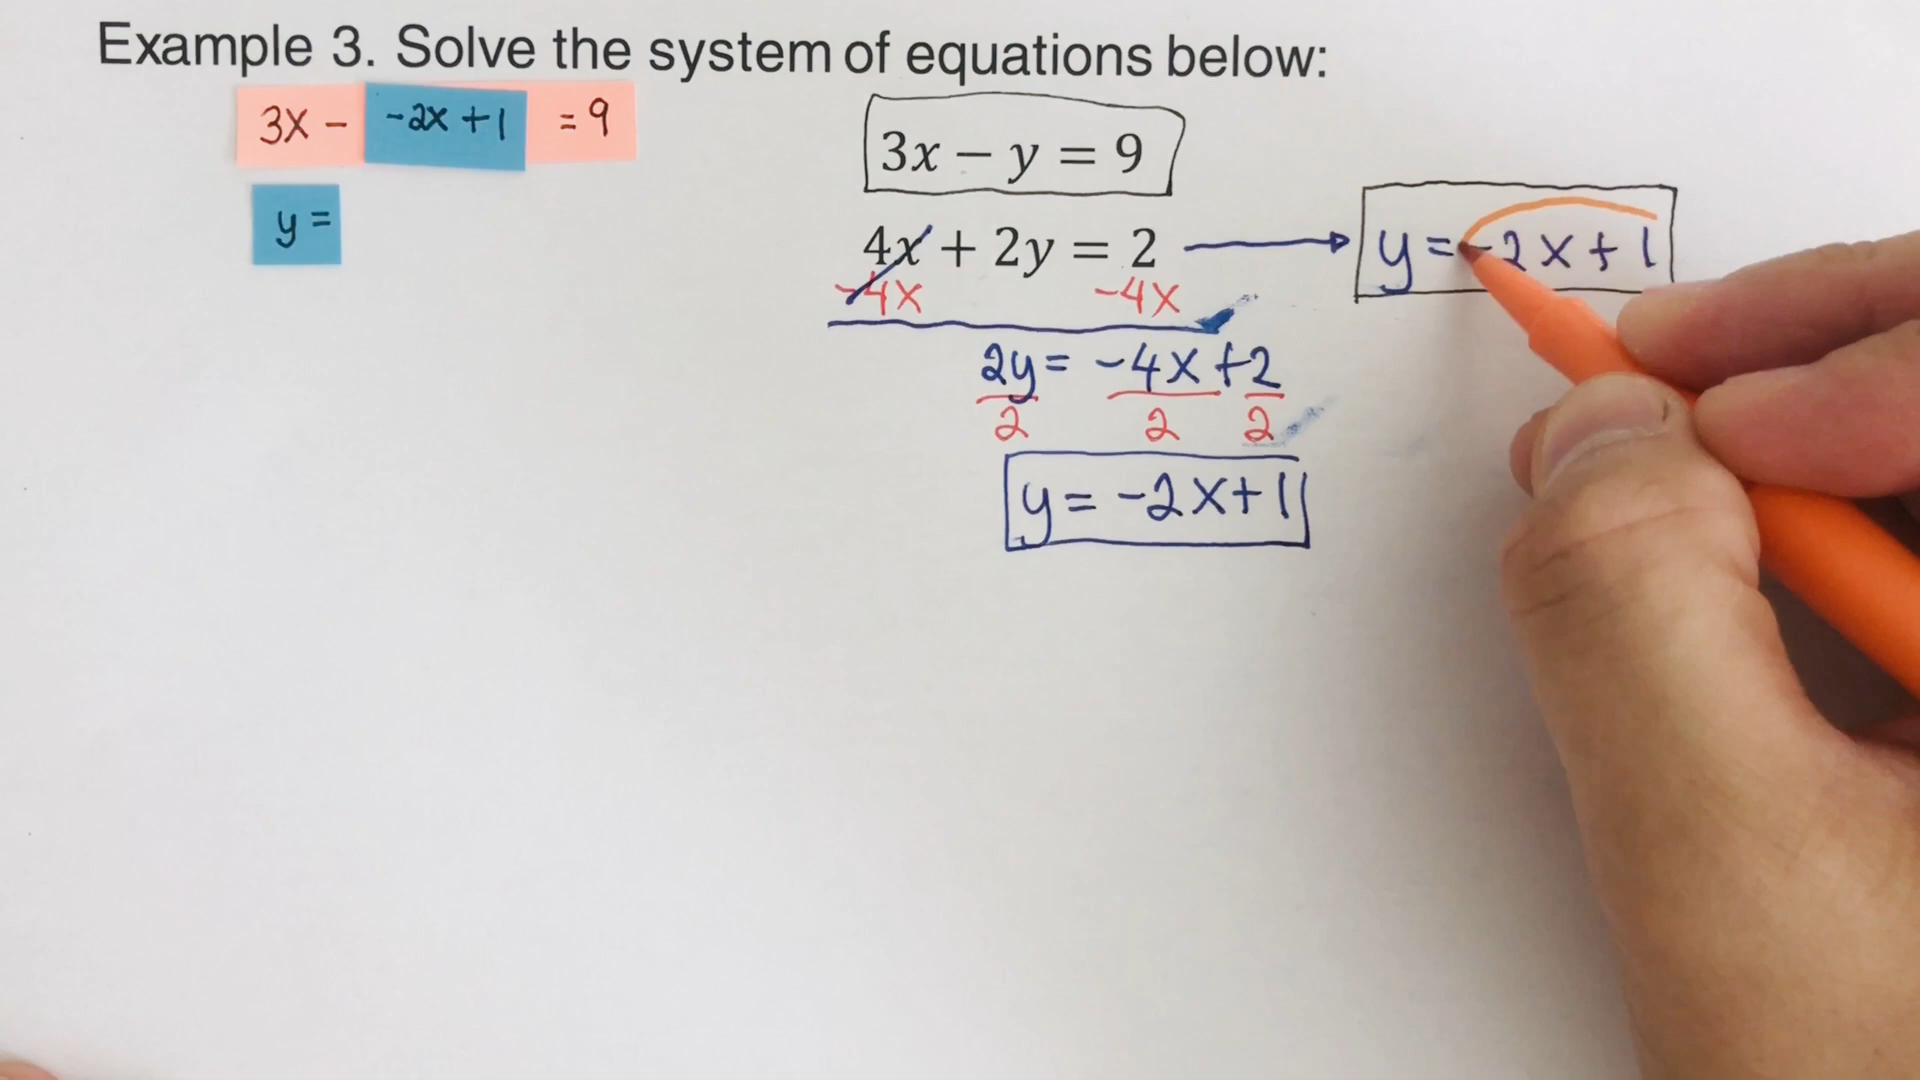 Example 3. Solve the system of equations below:
3x - -2x +1 = 9
y =
3x − y = 9
4x + 2y = 2
-4x -4x
2y = -4x +2
2 2 2
y = -2x+1
y = -2x+1